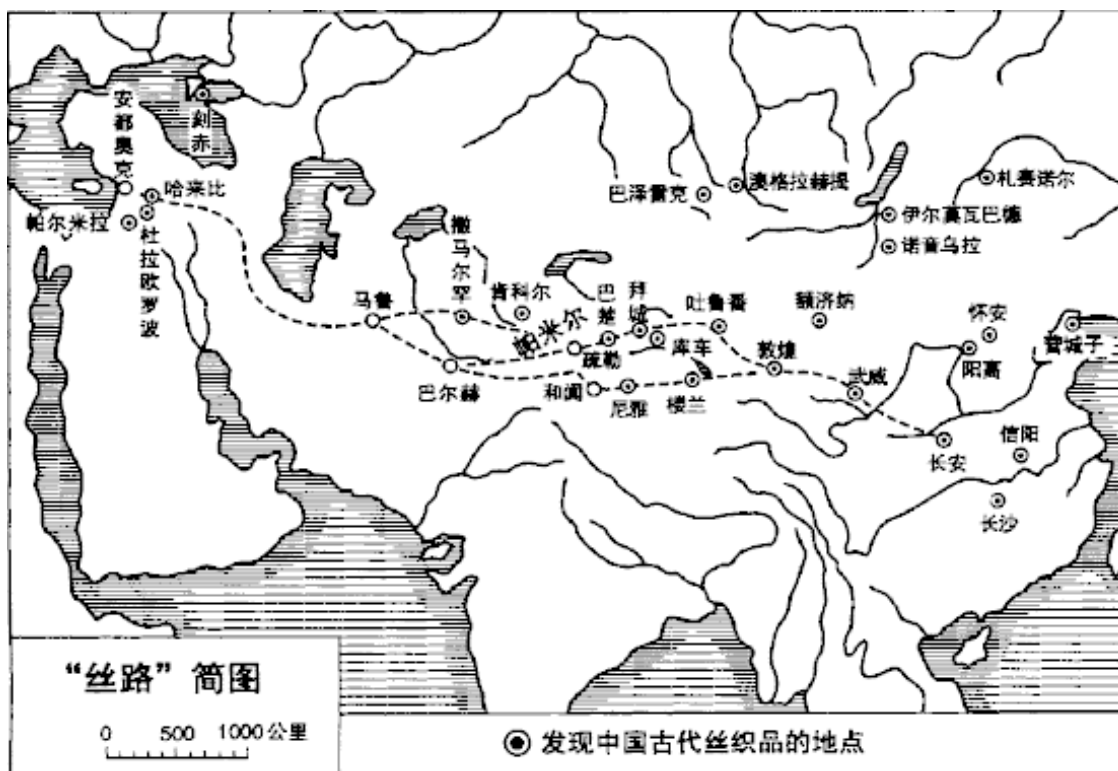 安都奥克
刻赤
哈来比
帕尔米拉
杜拉欧罗波
巴泽雷克
奥格拉赫提
札赉诺尔
伊尔莫瓦巴德
诺音乌拉
撒马尔罕
肯科尔
马鲁
帕米尔
巴楚
拜城
吐鲁番
额济纳
怀安
营城子
阳高
疏勒
库车
敦煌
武威
巴尔赫
和阗
尼雅
楼兰
长安
信阳
长沙
“丝路”简图
0 500 1000公里
发现中国古代丝织品的地点